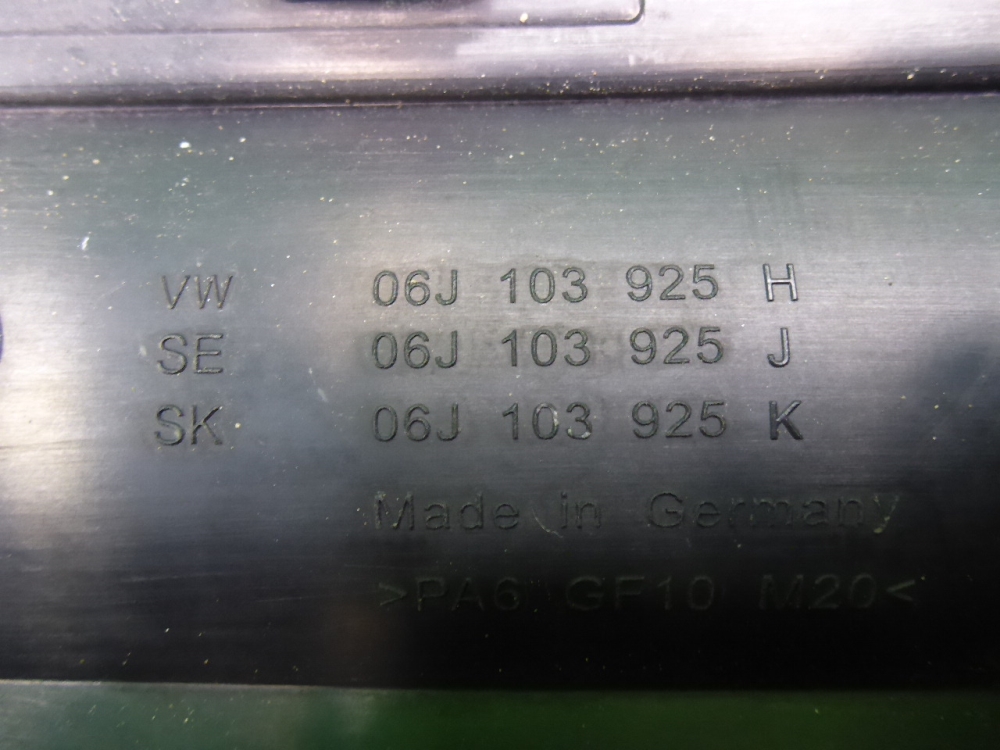 VW 06J 103 925 H
SE 06J 103 925 J
SK 06J 103 925 K
Made in Germany
>PA6 GF10 M20<